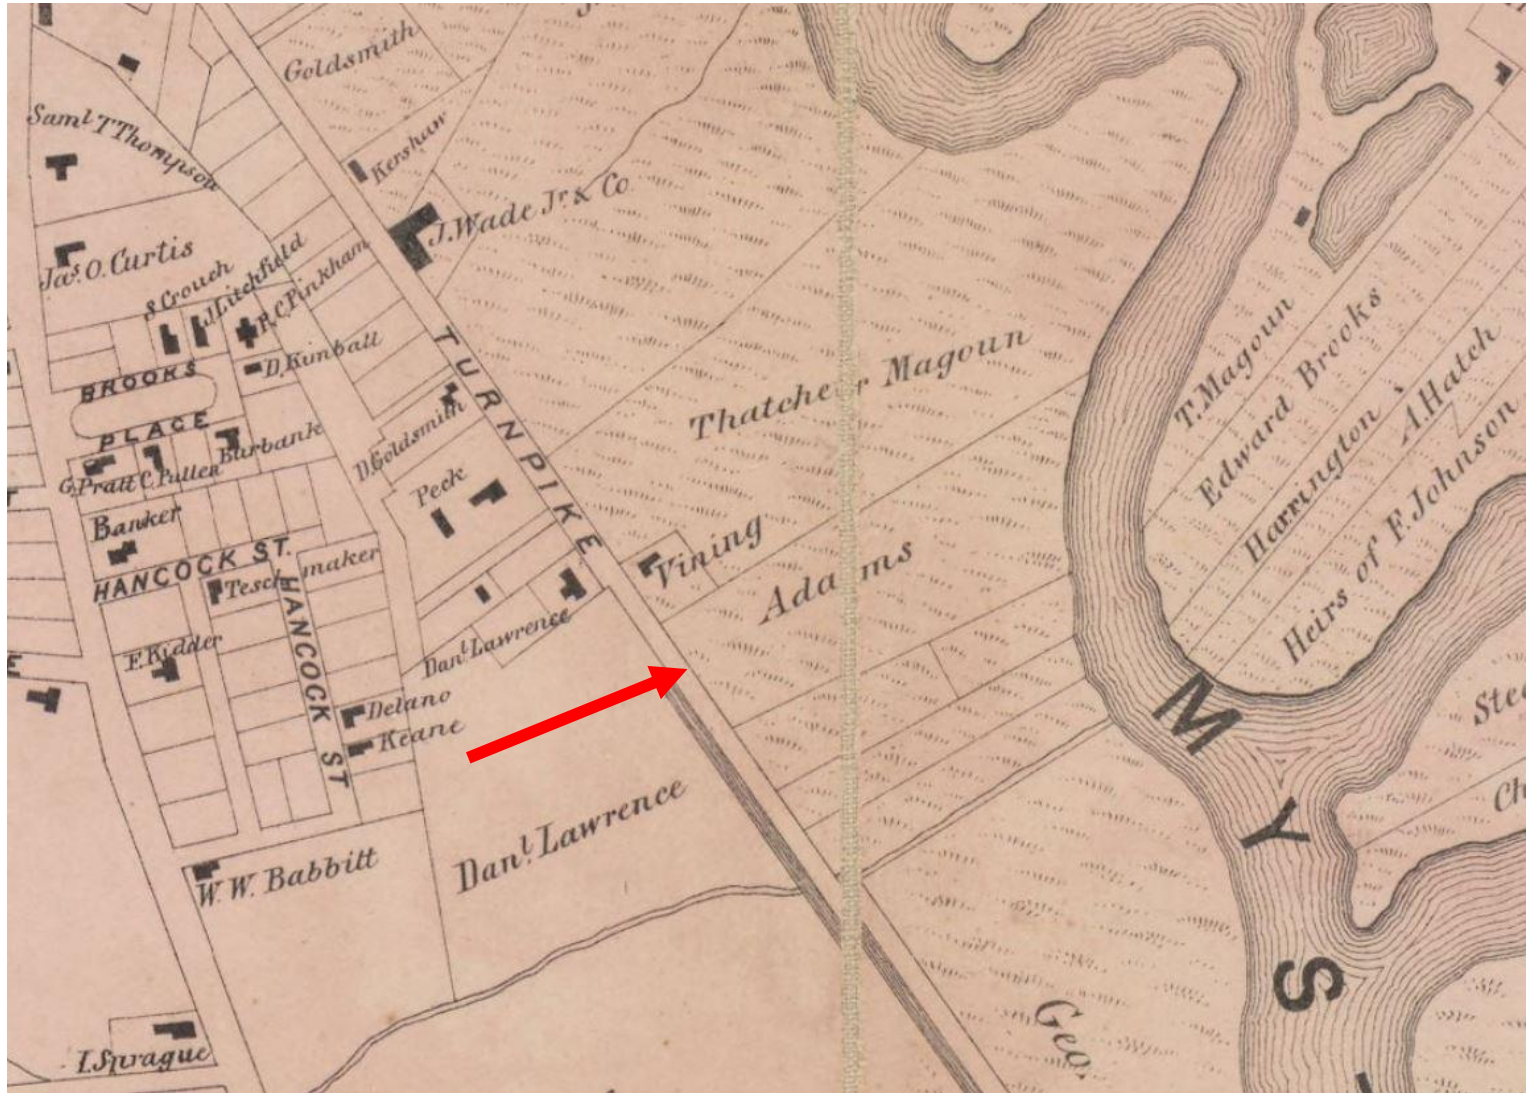 Goldsmith
Saml. T Thompson
Kershaw
J. Wade Jr. & Co
Jas. O. Curtis
S. Crouch
J. Litchfield
R. C. Pinkham
D. Kimball
BROOKS
PLACE
TURNPIKE
Thatcher Magoun
T. Magoun
Edward Brooks
Harrington
A. Hatch
Heirs of F. Johnson
D. Goldsmith
Burbank
G. Pratt
C. Pullen
Peck
Banker
HANCOCK ST.
Teschmaker
HANCOCK ST
Vining
Adams
F. Kidder
Danl. Lawrence
Delano
Keane
Danl. Lawrence
W. W. Babbitt
I. Sprague
Geo.
MYS